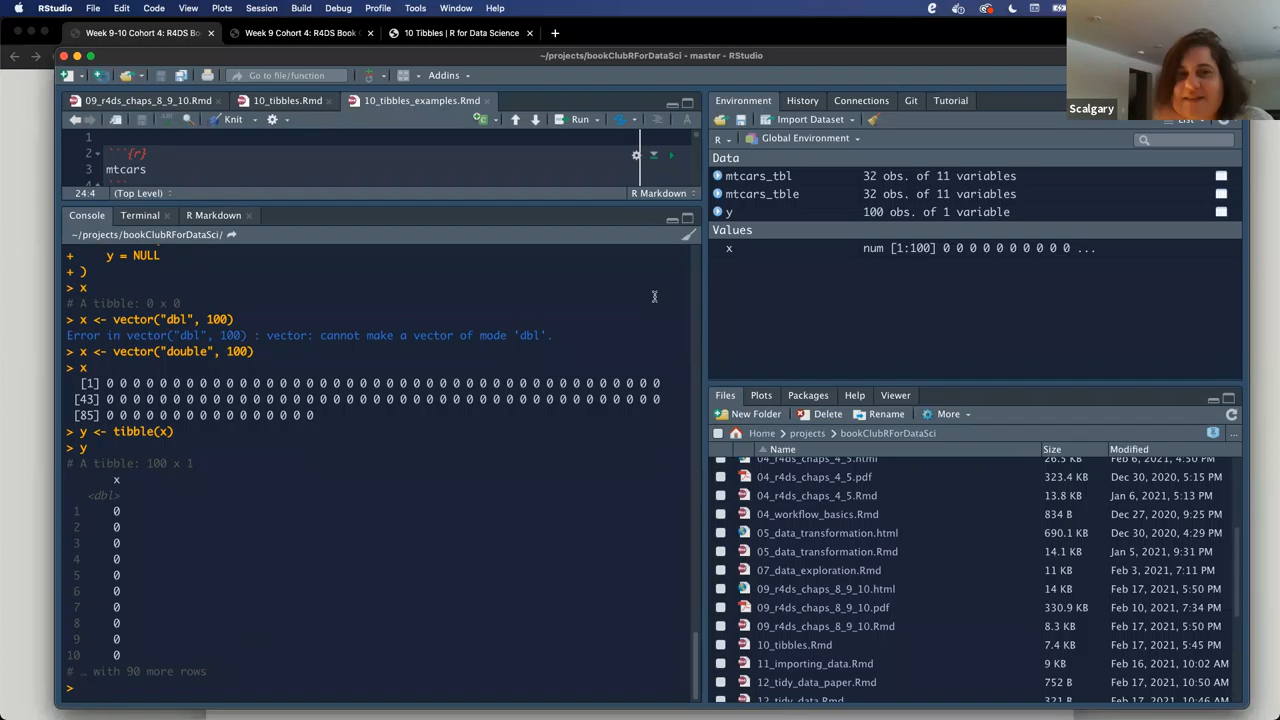 RStudio File Edit Code View Plots Session Build Debug Profile Tools Window Help
Week 9-10 Cohort 4: R4DS Book × Week 9 Cohort 4: R4DS Book C × 10 Tibbles | R for Data Science × +
~/projects/bookClubRForDataSci - master - RStudio
Go to file/function Addins
09_r4ds_chaps_8_9_10.Rmd × 10_tibbles.Rmd × 10_tibbles_examples.Rmd ×
Knit Run
1
2 ```{r}
3 mtcars
4 ```
24:4 (Top Level) R Markdown
Console Terminal × R Markdown ×
~/projects/bookClubRForDataSci/
+ y = NULL
+ )
> x
# A tibble: 0 x 0
> x <- vector("dbl", 100)
Error in vector("dbl", 100) : vector: cannot make a vector of mode 'dbl'.
> x <- vector("double", 100)
> x
[1] 0 0 0 0 0 0 0 0 0 0 0 0 0 0 0 0 0 0 0 0 0 0 0 0 0 0 0 0 0 0 0 0 0 0 0 0 0 0 0 0 0 0
[43] 0 0 0 0 0 0 0 0 0 0 0 0 0 0 0 0 0 0 0 0 0 0 0 0 0 0 0 0 0 0 0 0 0 0 0 0 0 0 0 0 0 0
[85] 0 0 0 0 0 0 0 0 0 0 0 0 0 0 0 0
> y <- tibble(x)
> y
# A tibble: 100 x 1
x
<dbl>
1 0
2 0
3 0
4 0
5 0
6 0
7 0
8 0
9 0
10 0
# … with 90 more rows
>
Scalgary
Environment History Connections Git Tutorial
Import Dataset List
R Global Environment
Data
mtcars_tbl 32 obs. of 11 variables
mtcars_tble 32 obs. of 11 variables
y 100 obs. of 1 variable
Values
x num [1:100] 0 0 0 0 0 0 0 0 0 0 ...
Files Plots Packages Help Viewer
New Folder Delete Rename More
Home projects bookClubRForDataSci ...
Name Size Modified
04_r4ds_chaps_4_5.html 26.5 KB Feb 6, 2021, 4:50 PM
04_r4ds_chaps_4_5.pdf 323.4 KB Dec 30, 2020, 5:15 PM
04_r4ds_chaps_4_5.Rmd 13.8 KB Jan 6, 2021, 5:13 PM
04_workflow_basics.Rmd 834 B Dec 27, 2020, 9:25 PM
05_data_transformation.html 690.1 KB Dec 30, 2020, 4:29 PM
05_data_transformation.Rmd 14.1 KB Jan 5, 2021, 9:31 PM
07_data_exploration.Rmd 11 KB Feb 3, 2021, 5:50 PM
09_r4ds_chaps_8_9_10.html 14 KB Feb 17, 2021, 5:50 PM
09_r4ds_chaps_8_9_10.pdf 330.9 KB Feb 10, 2021, 7:34 PM
09_r4ds_chaps_8_9_10.Rmd 8.3 KB Feb 17, 2021, 5:50 PM
10_tibbles.Rmd 7.4 KB Feb 17, 2021, 5:45 PM
11_importing_data.Rmd 9 KB Feb 16, 2021, 10:02 AM
12_tidy_data_paper.Rmd 752 B Feb 17, 2021, 10:50 AM
12_tidy_data.Rmd 321 B Feb 17, 2021, 10:46 AM